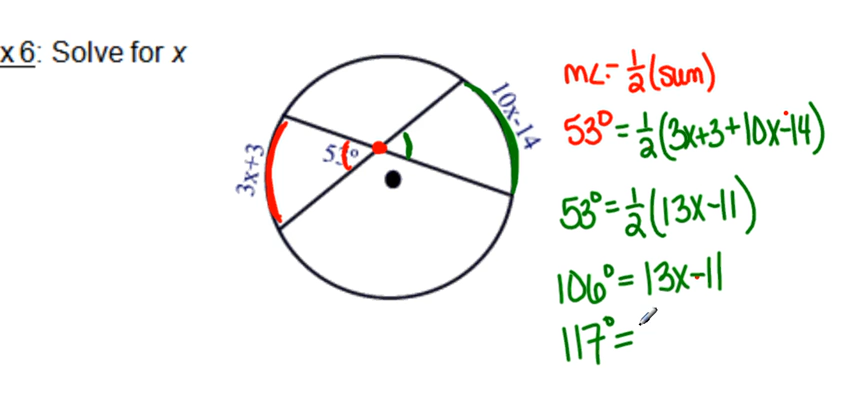 x 6: Solve for x
3x+3
53°
10x-14
m∠= 1/2(sum)
53° = 1/2(3x+3+10x-14)
53° = 1/2(13x-11)
106° = 13x-11
117° =